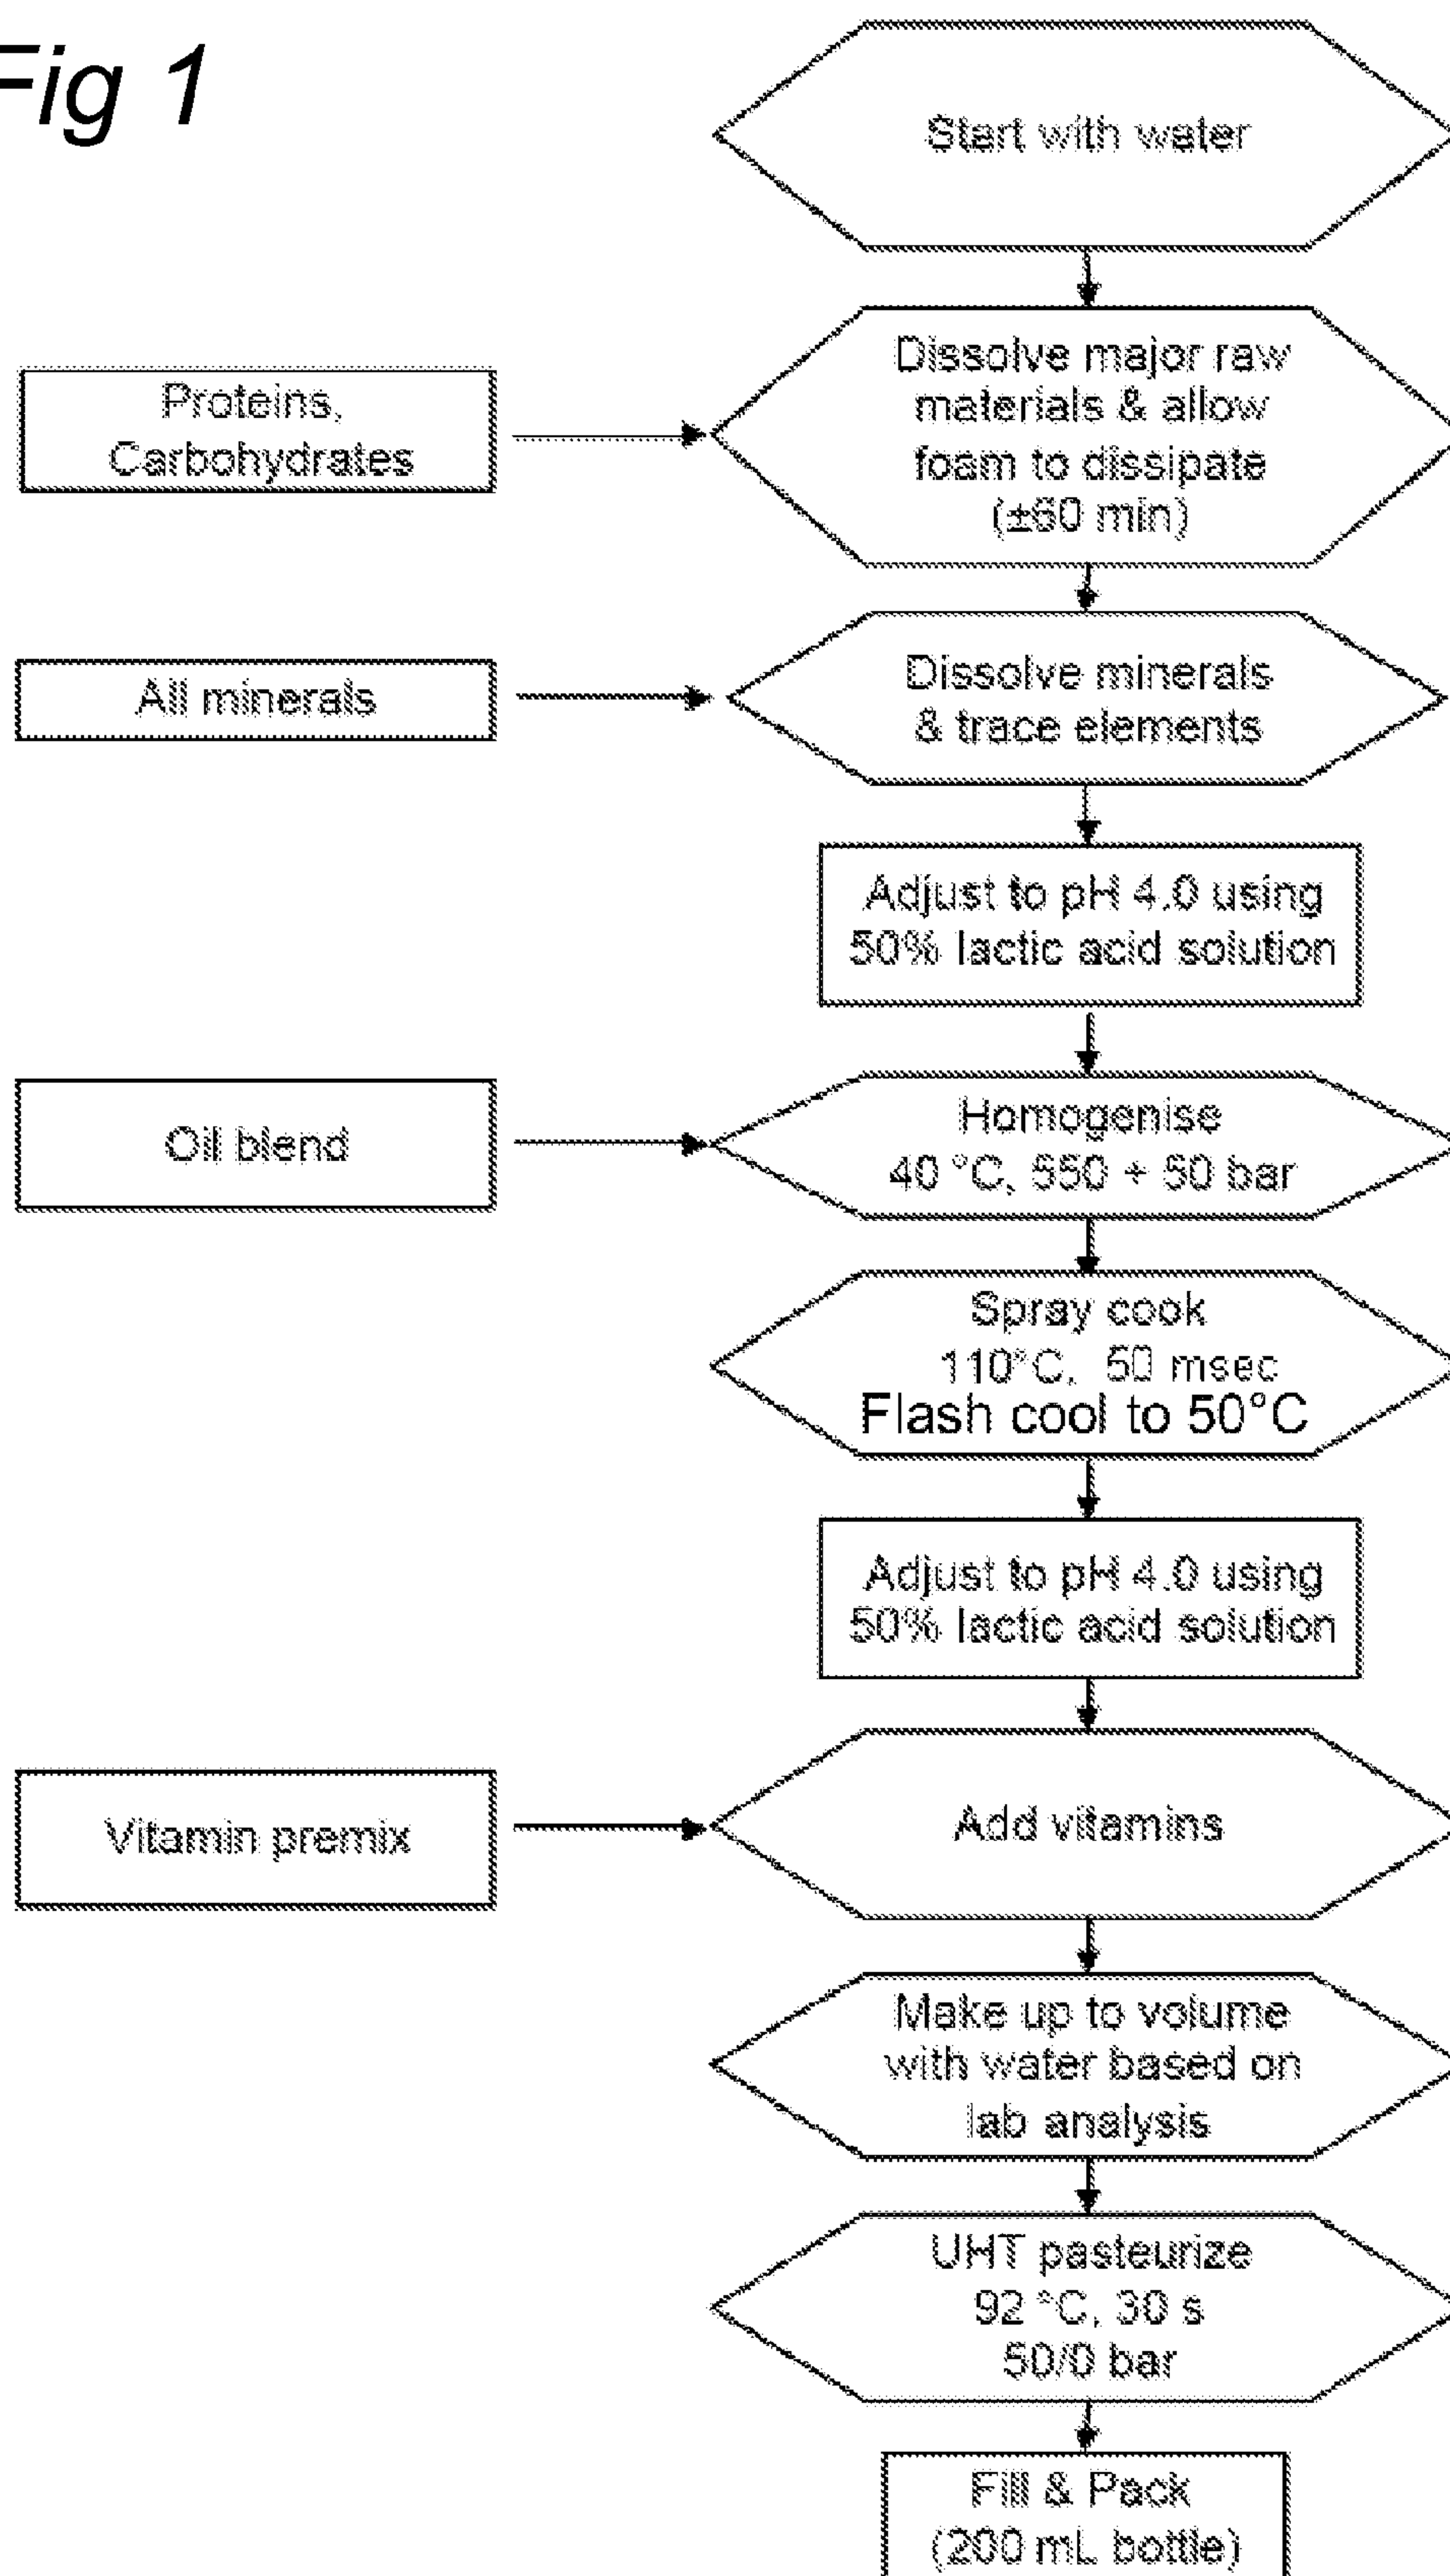 Fig 1
Start with water
Proteins,
Carbohydrates
Dissolve major raw
materials & allow
foam to dissipate
(±60 min)
All minerals
Dissolve minerals
& trace elements
Adjust to pH 4.0 using
50% lactic acid solution
Oil blend
Homogenise
40 °C, 550 + 50 bar
Spray cook
110°C, 50 msec
Flash cool to 50°C
Adjust to pH 4.0 using
50% lactic acid solution
Vitamin premix
Add vitamins
Make up to volume
with water based on
lab analysis
UHT pasteurize
92 °C, 30 s
50/0 bar
Fill & Pack
(200 mL bottle)